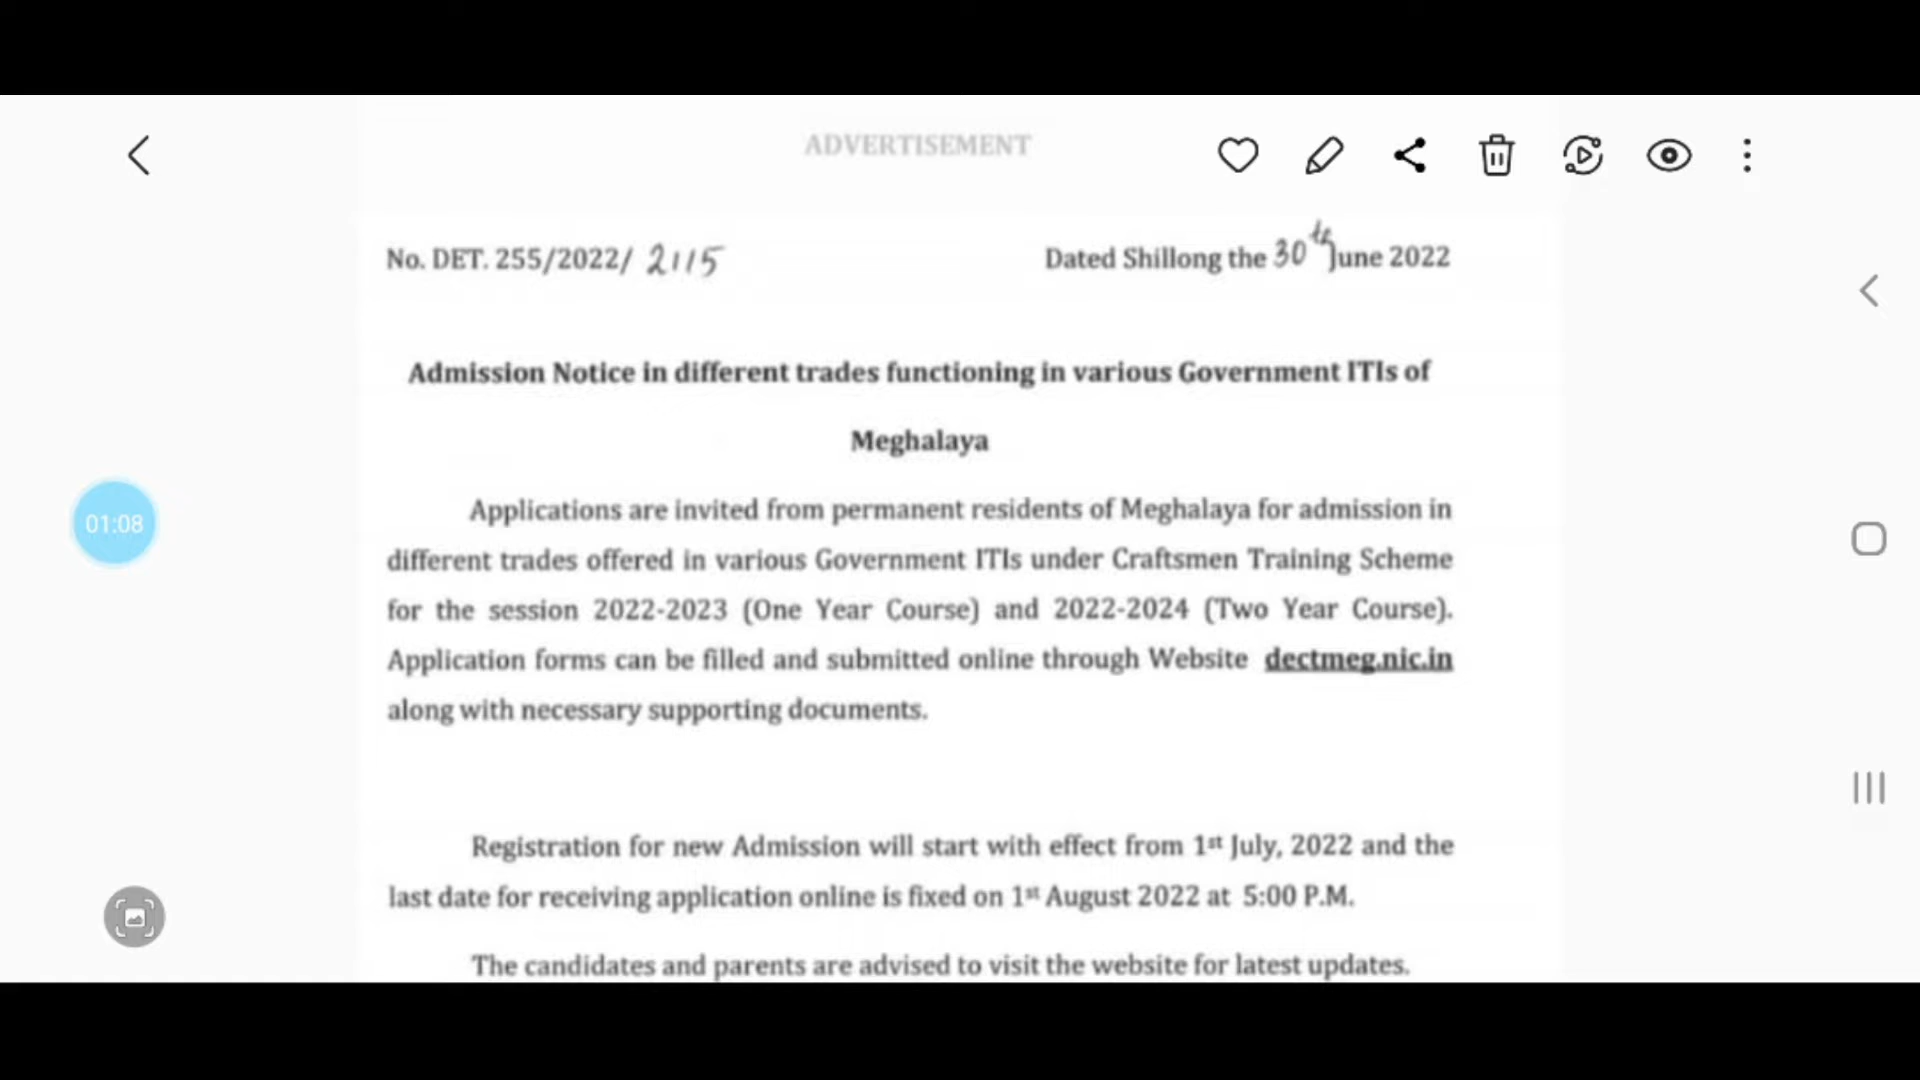 ADVERTISEMENT
No. DET. 255/2022/ 2115
Dated Shillong the 30th June 2022
Admission Notice in different trades functioning in various Government ITIs of
Meghalaya
Applications are invited from permanent residents of Meghalaya for admission in
different trades offered in various Government ITIs under Craftsmen Training Scheme
for the session 2022-2023 (One Year Course) and 2022-2024 (Two Year Course).
Application forms can be filled and submitted online through Website dectmeg.nic.in
along with necessary supporting documents.
01:08
Registration for new Admission will start with effect from 1st July, 2022 and the
last date for receiving application online is fixed on 1st August 2022 at 5:00 P.M.
The candidates and parents are advised to visit the website for latest updates.